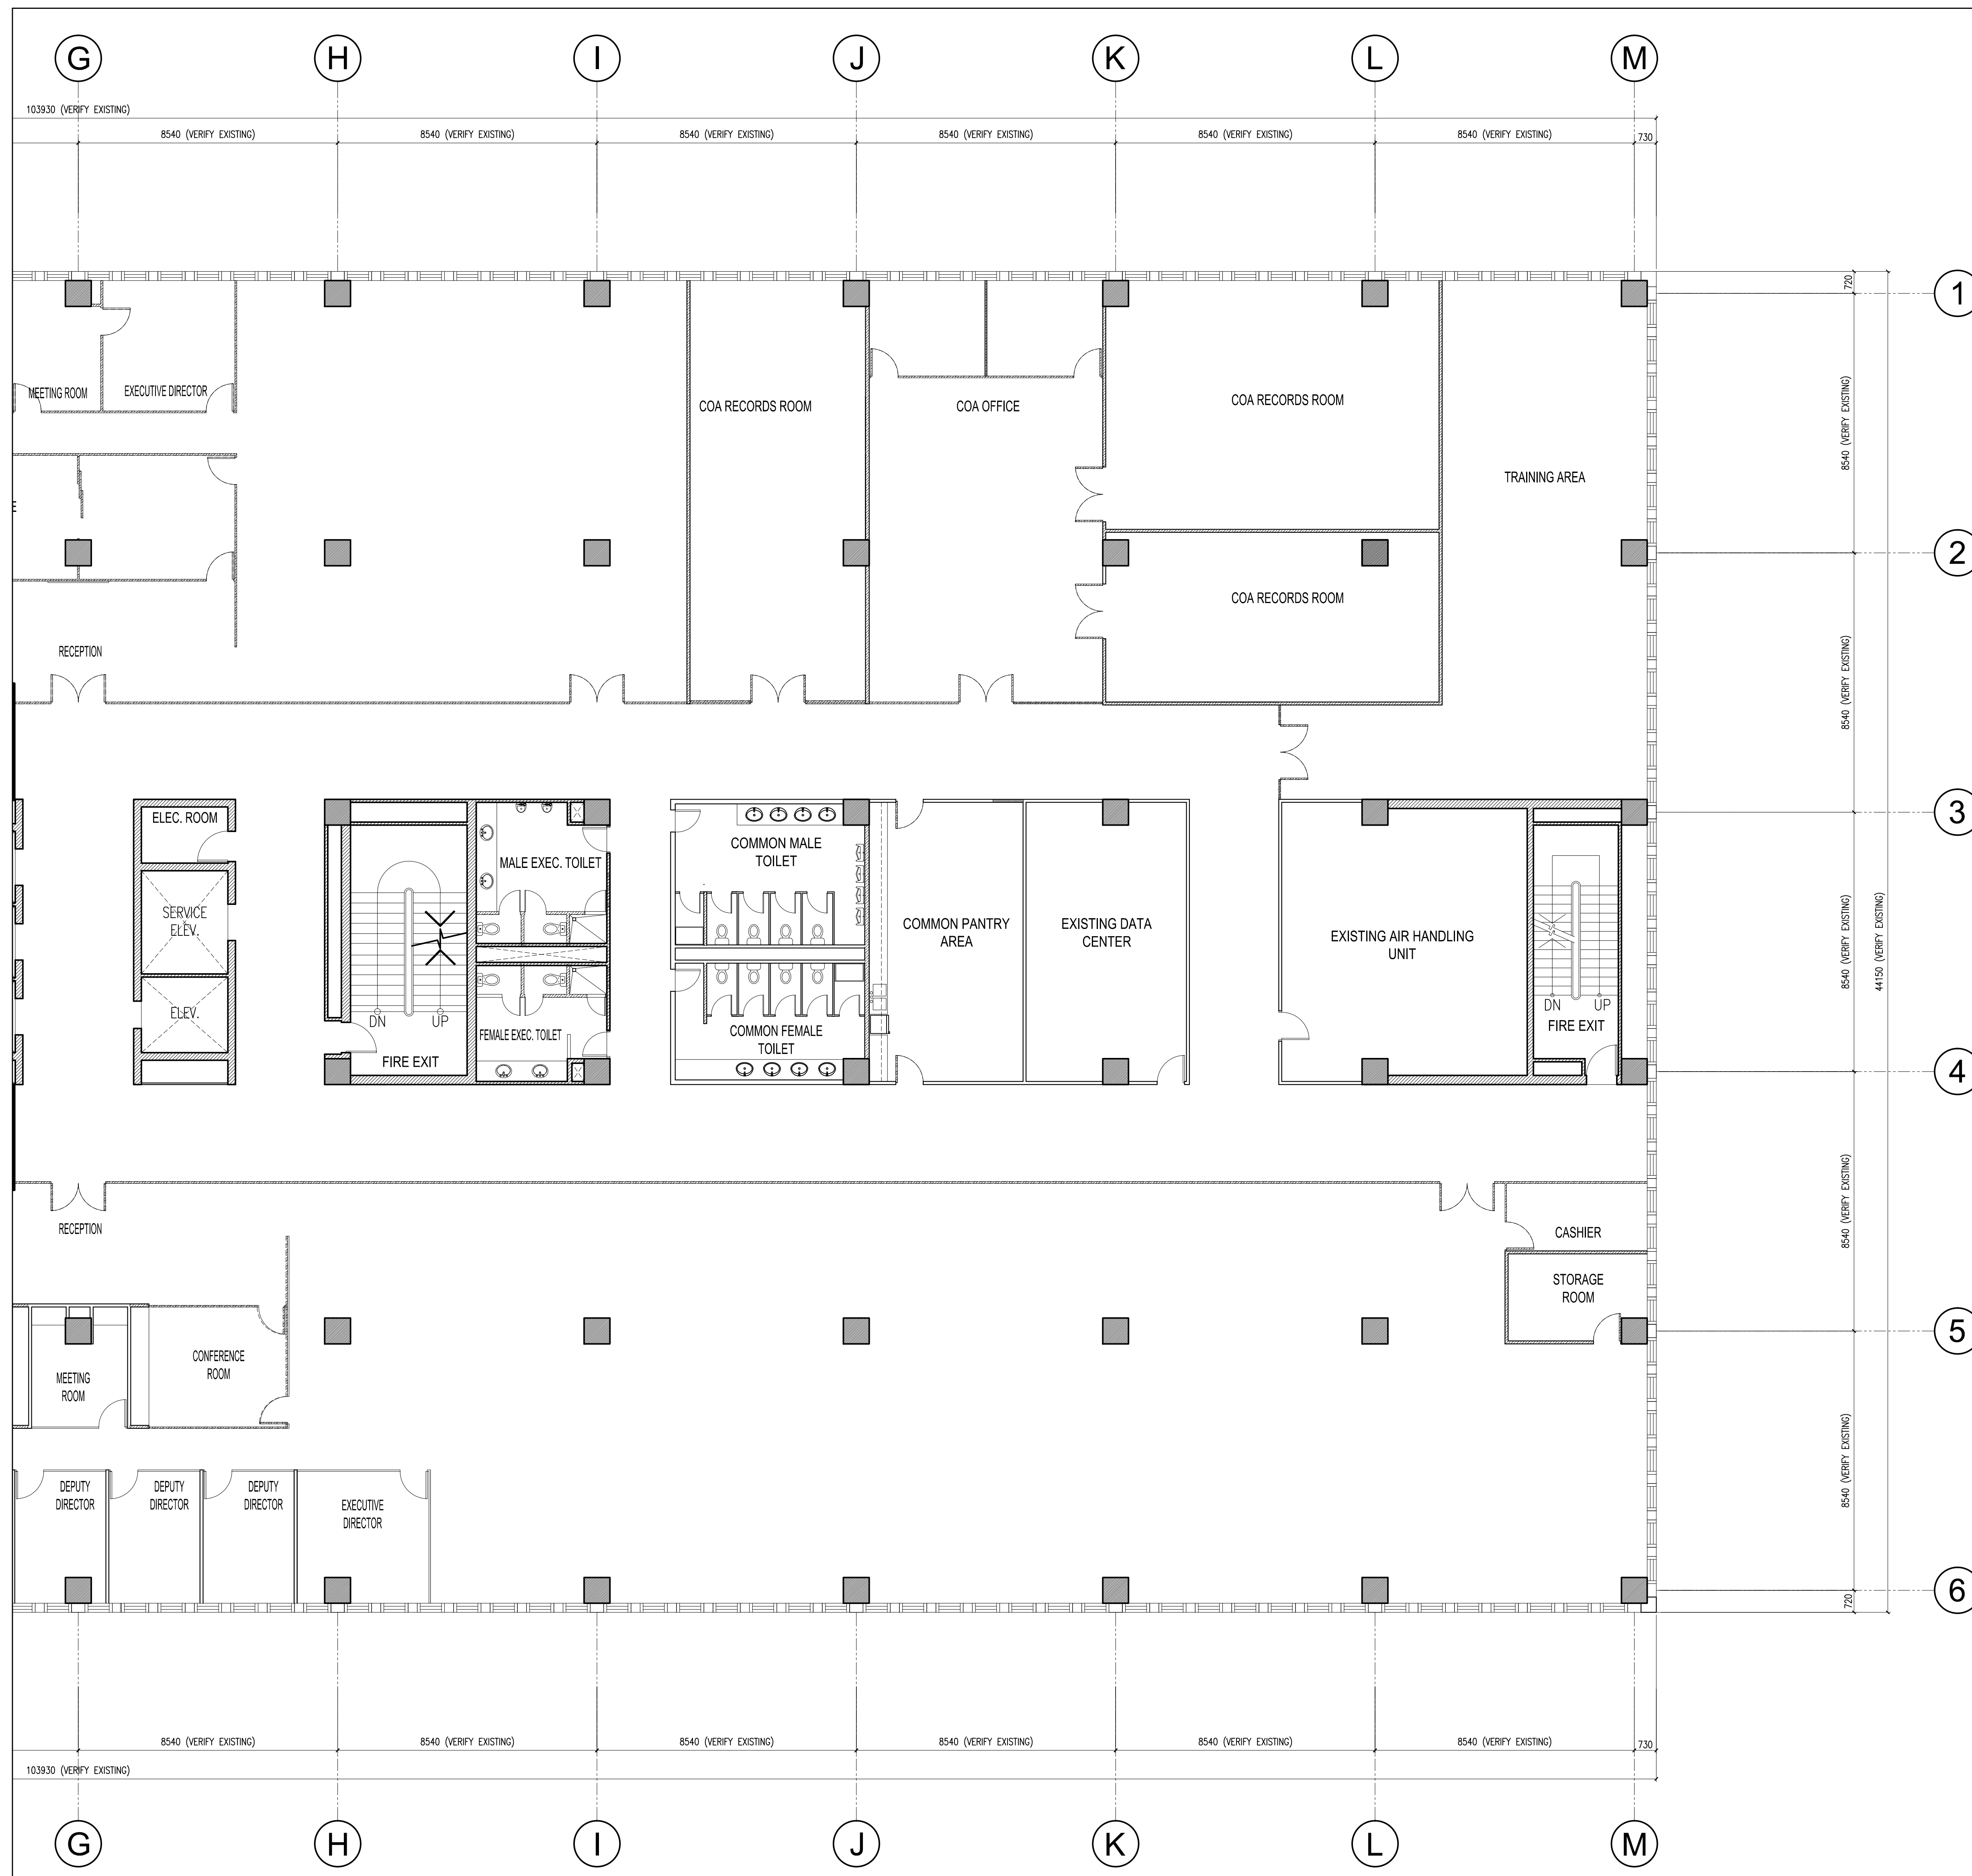 G H I J K L M
103930 (VERIFY EXISTING)
8540 (VERIFY EXISTING) 8540 (VERIFY EXISTING) 8540 (VERIFY EXISTING) 8540 (VERIFY EXISTING) 8540 (VERIFY EXISTING) 8540 (VERIFY EXISTING) 730
720
1
8540 (VERIFY EXISTING)
MEETING ROOM
EXECUTIVE DIRECTOR
COA RECORDS ROOM
COA OFFICE
COA RECORDS ROOM
TRAINING AREA
E
2
COA RECORDS ROOM
RECEPTION
8540 (VERIFY EXISTING)
3
ELEC. ROOM
SERVICE
ELEV.
ELEV.
DN UP
FIRE EXIT
MALE EXEC. TOILET
FEMALE EXEC. TOILET
COMMON MALE
TOILET
COMMON FEMALE
TOILET
COMMON PANTRY
AREA
EXISTING DATA
CENTER
EXISTING AIR HANDLING
UNIT
DN UP
FIRE EXIT
8540 (VERIFY EXISTING)
44150 (VERIFY EXISTING)
4
RECEPTION
CASHIER
STORAGE
ROOM
8540 (VERIFY EXISTING)
5
MEETING
ROOM
CONFERENCE
ROOM
DEPUTY
DIRECTOR
DEPUTY
DIRECTOR
DEPUTY
DIRECTOR
EXECUTIVE
DIRECTOR
8540 (VERIFY EXISTING)
6
720
8540 (VERIFY EXISTING) 8540 (VERIFY EXISTING) 8540 (VERIFY EXISTING) 8540 (VERIFY EXISTING) 8540 (VERIFY EXISTING) 8540 (VERIFY EXISTING) 730
103930 (VERIFY EXISTING)
G H I J K L M